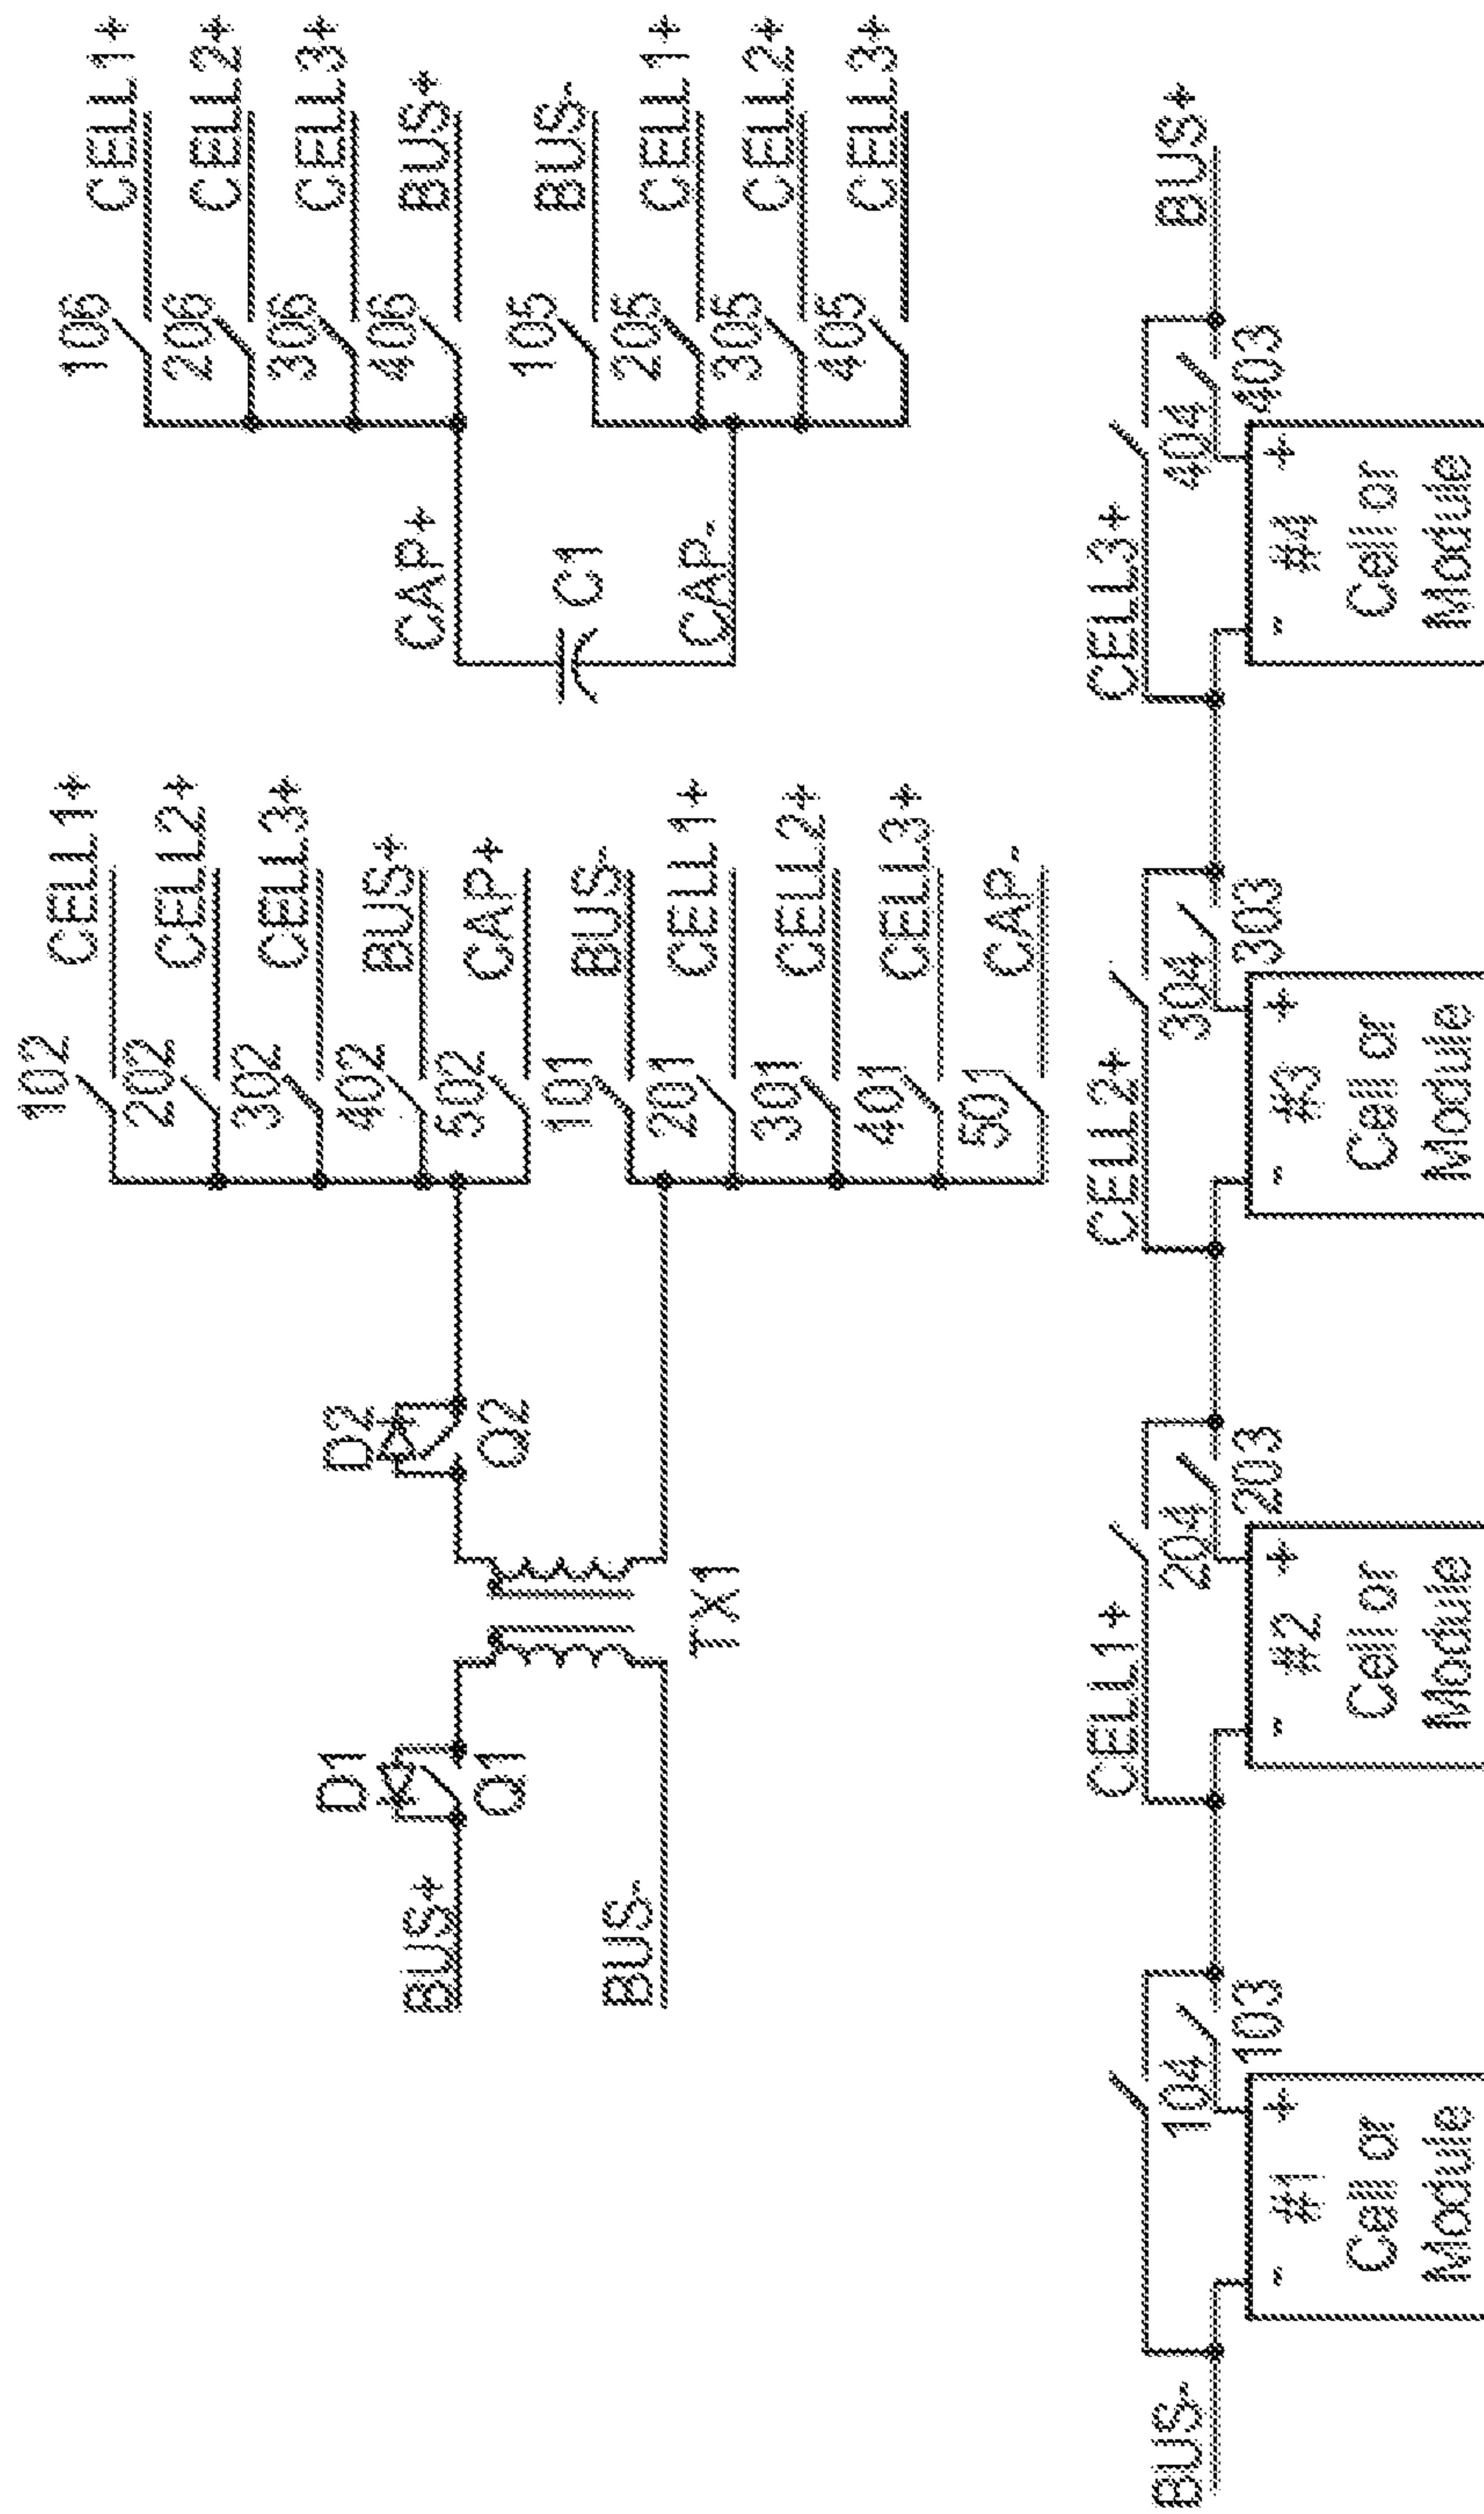 102
CELL1+
202
CELL2+
302
CELL3+
402
BUS+
502
CAP+
101
BUS-
201
CELL1+
301
CELL2+
401
CELL3+
501
CAP-
106
CELL1+
206
CELL2+
306
CELL3+
406
BUS+
105
BUS-
205
CELL1+
305
CELL2+
405
CELL3+
CAP+
C1
CAP-
BUS+
D1
Q1
D2
Q2
BUS-
TX1
CELL1+
CELL2+
CELL3+
BUS-
104
103
204
203
304
303
404
403
BUS+
- +
#1
Cell or
Module
- +
#2
Cell or
Module
- +
#3
Cell or
Module
- +
#4
Cell or
Module